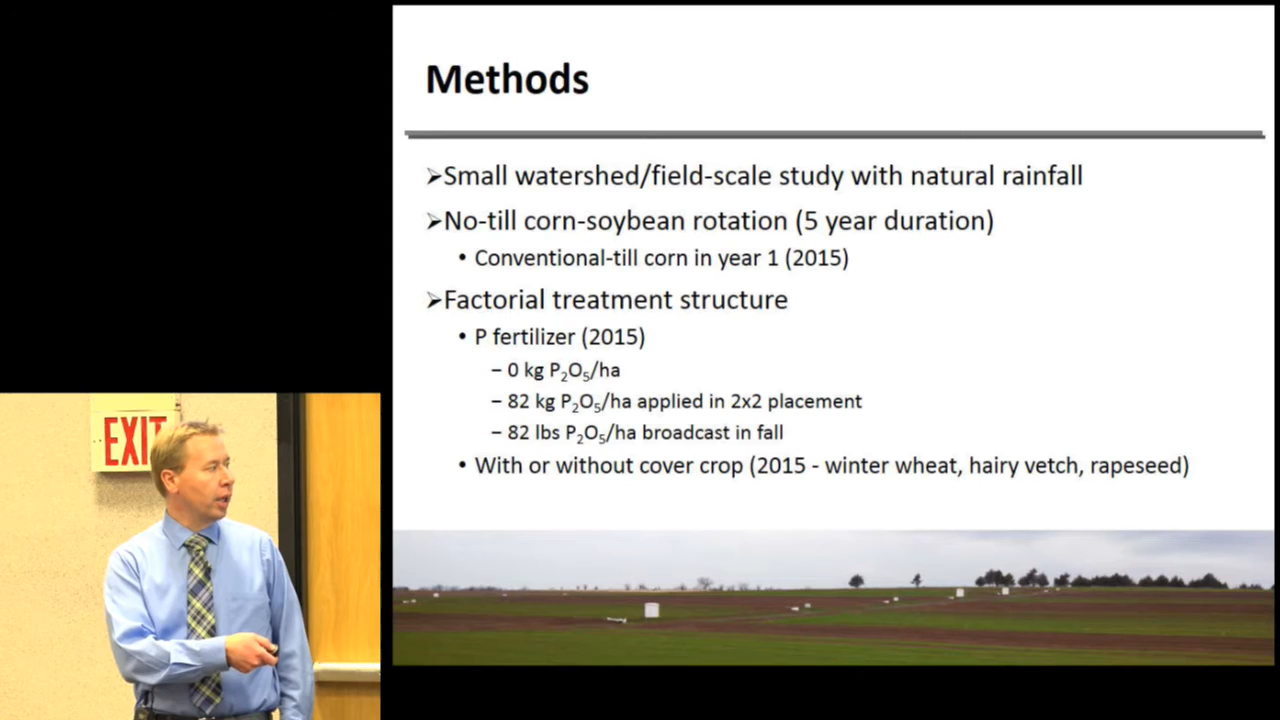 Methods
➢Small watershed/field-scale study with natural rainfall
➢No-till corn-soybean rotation (5 year duration)
• Conventional-till corn in year 1 (2015)
➢Factorial treatment structure
• P fertilizer (2015)
– 0 kg P₂O₅/ha
– 82 kg P₂O₅/ha applied in 2x2 placement
– 82 lbs P₂O₅/ha broadcast in fall
• With or without cover crop (2015 - winter wheat, hairy vetch, rapeseed)
EXIT